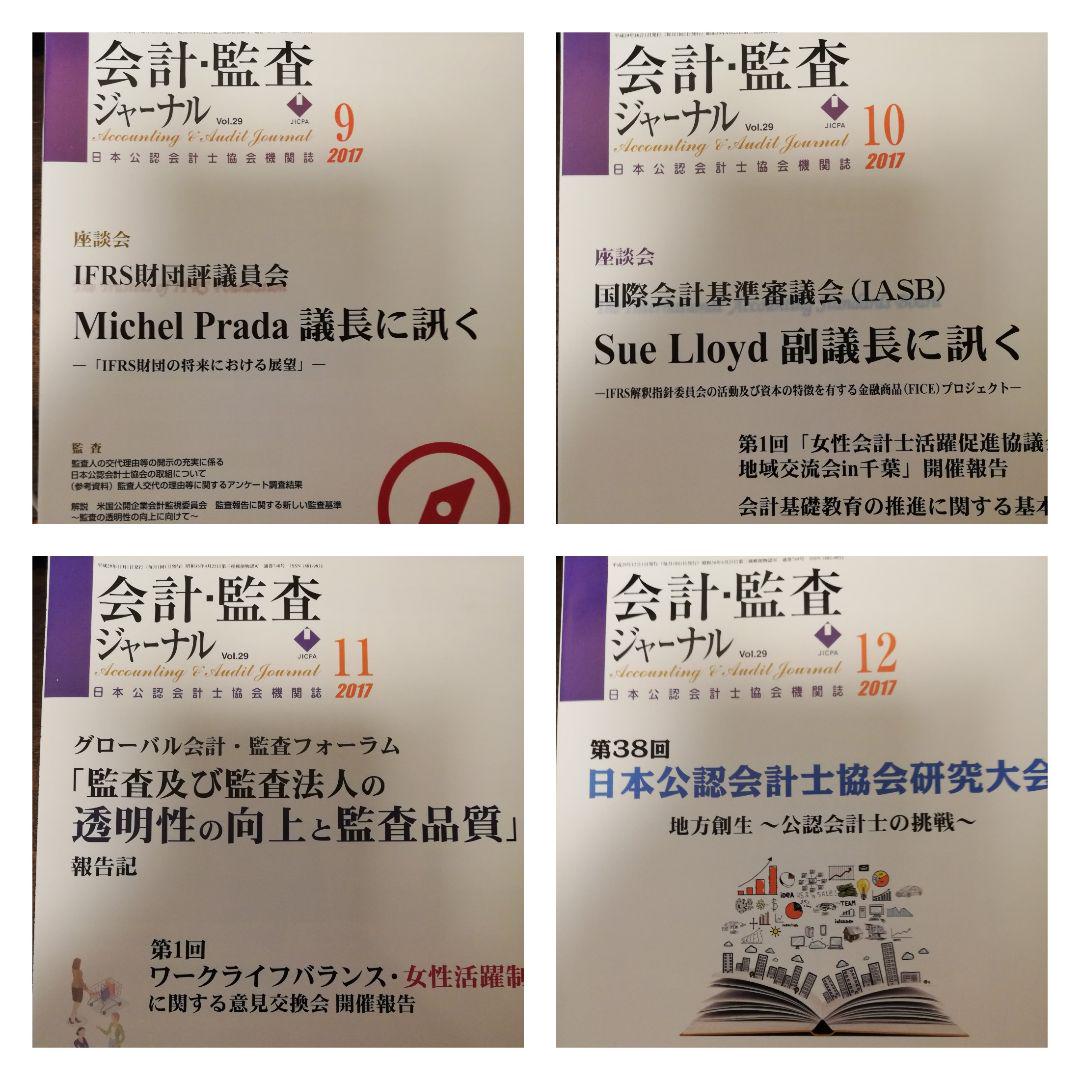 会計・監査
ジャーナル Vol.29
JICPA
Accounting & Audit Journal
9
日本公認会計士協会機関誌 2017
座談会
IFRS財団評議員会
Michel Prada 議長に訊く
―「IFRS財団の将来における展望」―
監査
監査人の交代理由等の開示の充実に係る
日本公認会計士協会の取組について
(参考資料)監査人交代の理由等に関するアンケート調査結果
解説 米国公開企業会計監視委員会 監査報告に関する新しい監査基準
~監査の透明性の向上に向けて~
会計・監査
ジャーナル Vol.29
JICPA
Accounting & Audit Journal
10
日本公認会計士協会機関誌 2017
座談会
国際会計基準審議会(IASB)
Sue Lloyd 副議長に訊く
―IFRS解釈指針委員会の活動及び資本の特徴を有する金融商品(FICE)プロジェクト―
第1回「女性会計士活躍促進協議
地域交流会in千葉」開催報告
会計基礎教育の推進に関する基本
会計・監査
ジャーナル Vol.29
JICPA
Accounting & Audit Journal
11
日本公認会計士協会機関誌 2017
グローバル会計・監査フォーラム
「監査及び監査法人の
透明性の向上と監査品質」
報告記
第1回
ワークライフバランス・女性活躍制
に関する意見交換会 開催報告
会計・監査
ジャーナル Vol.29
JICPA
Accounting & Audit Journal
12
日本公認会計士協会機関誌 2017
第38回
日本公認会計士協会研究大会
地方創生 ~公認会計士の挑戦~
IDEA
TEAM